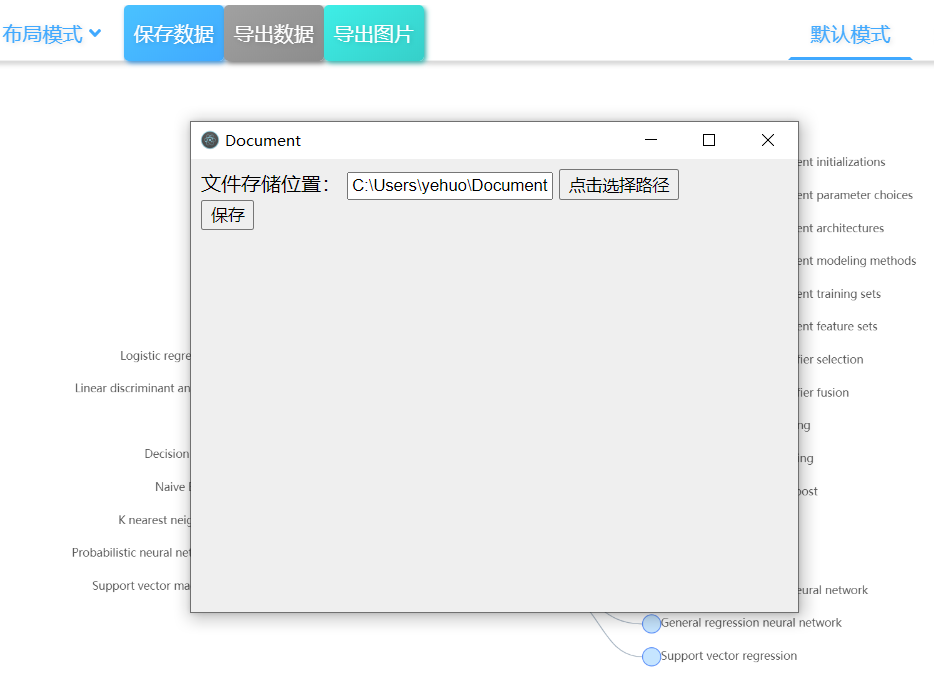 布局模式
保存数据
导出数据
导出图片
默认模式
Document
文件存储位置：
C:\Users\yehuo\Document
点击选择路径
保存
ent initializations
ent parameter choices
ent architectures
ent modeling methods
ent training sets
ent feature sets
fier selection
fier fusion
ng
ing
oost
eural network
Logistic regre
Linear discriminant an
Decision
Naive
K nearest neig
Probabilistic neural net
Support vector ma
General regression neural network
Support vector regression